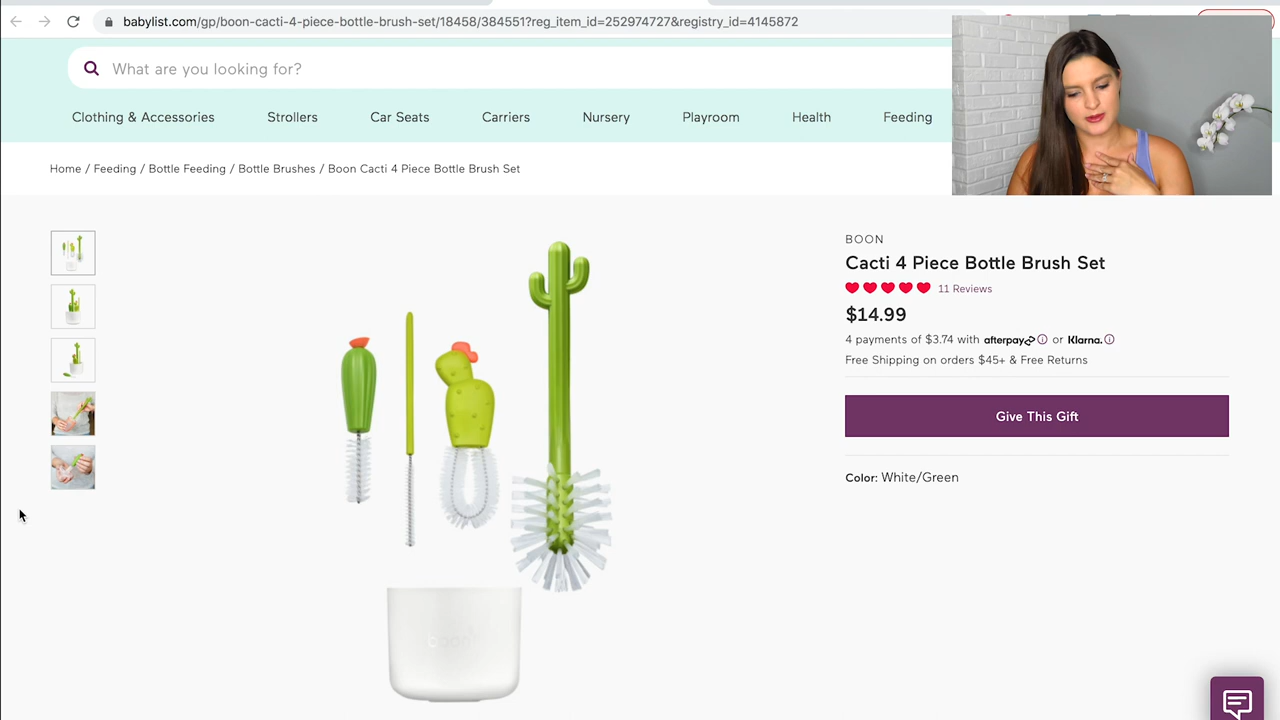 babylist.com/gp/boon-cacti-4-piece-bottle-brush-set/18458/384551?reg_item_id=252974727&registry_id=4145872
What are you looking for?
Clothing & Accessories Strollers Car Seats Carriers Nursery Playroom Health Feeding
Home / Feeding / Bottle Feeding / Bottle Brushes / Boon Cacti 4 Piece Bottle Brush Set
BOON
Cacti 4 Piece Bottle Brush Set
11 Reviews
$14.99
4 payments of $3.74 with afterpay or Klarna.
Free Shipping on orders $45+ & Free Returns
Give This Gift
Color: White/Green
boon